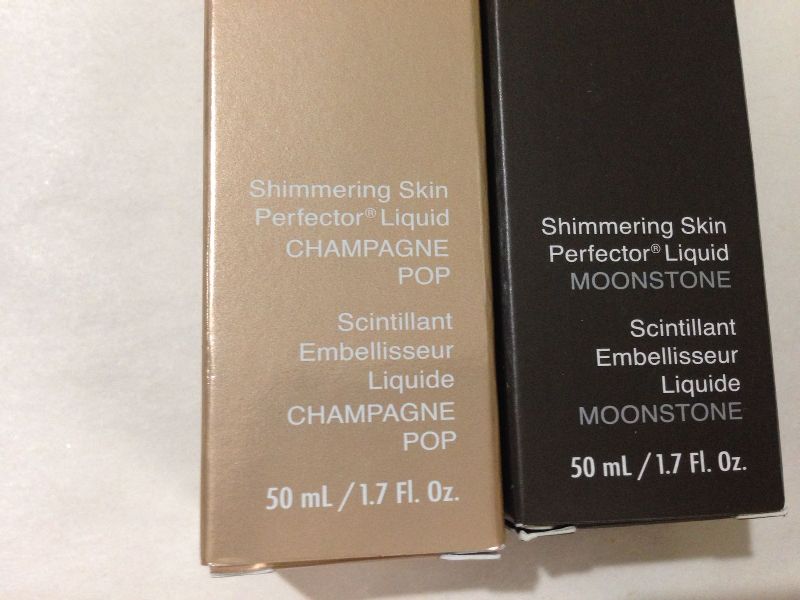 Shimmering Skin
Perfector® Liquid
CHAMPAGNE
POP
Scintillant
Embellisseur
Liquide
CHAMPAGNE
POP
50 mL / 1.7 Fl. Oz.
Shimmering Skin
Perfector® Liquid
MOONSTONE
Scintillant
Embellisseur
Liquide
MOONSTONE
50 mL / 1.7 Fl. Oz.